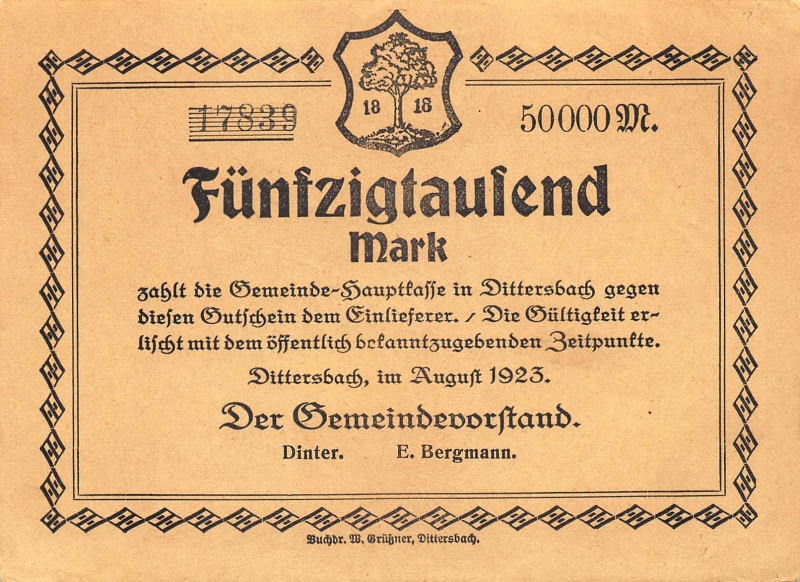 18 18
17839
50000 M.
Fünfzigtausend
Mark
zahlt die Gemeinde-Hauptkasse in Dittersbach gegen
diesen Gutschein dem Einlieferer. / Die Gültigkeit er-
lischt mit dem öffentlich bekanntzugebenden Zeitpunkte.
Dittersbach, im August 1923.
Der Gemeindevorstand.
Dinter. E. Bergmann.
Buchdr. W. Grüßner, Dittersbach.